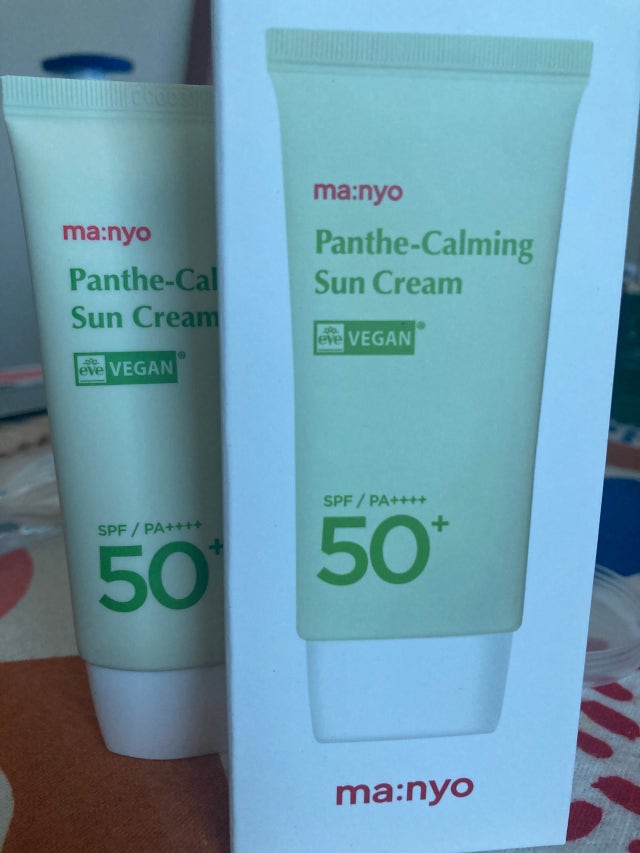 ma:nyo
Panthe-Cal
Sun Cream
eve VEGAN®
SPF / PA++++
50+
ma:nyo
Panthe-Calming
Sun Cream
eve VEGAN®
SPF / PA++++
50+
ma:nyo